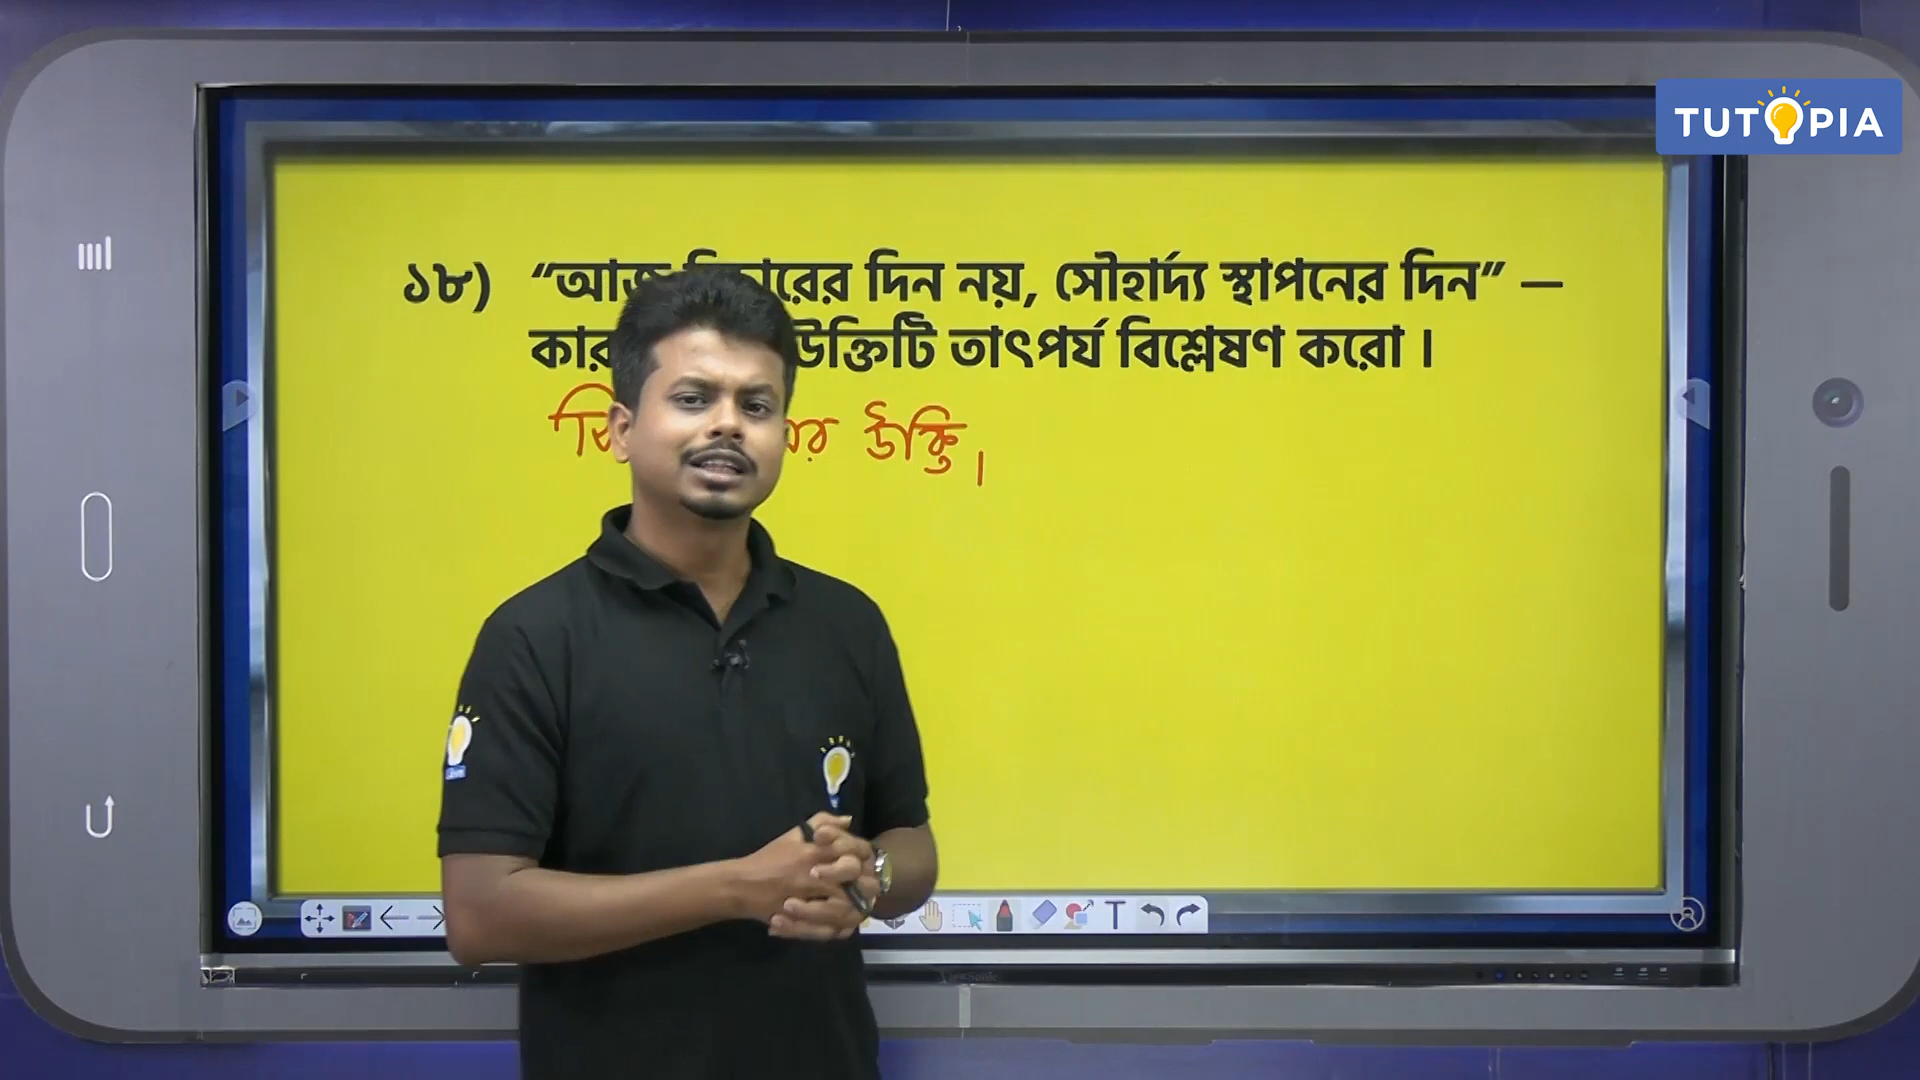 TUTOPIA
১৮) “আজ বিচারের দিন নয়, সৌহার্দ্য স্থাপনের দিন” —
কার উক্তিটি তাৎপর্য বিশ্লেষণ করো ।
উক্তি ।